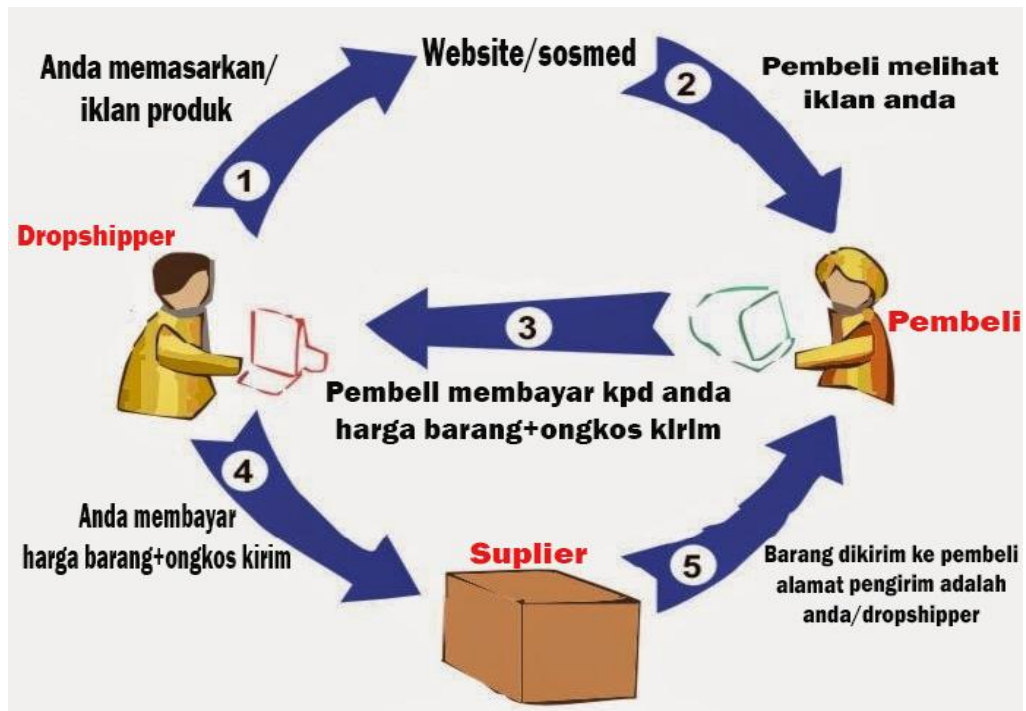 Anda memasarkan/
iklan produk
Website/sosmed
Pembeli melihat
iklan anda
1
2
Dropshipper
Pembeli
3
Pembell membayar kpd anda
harga barang+ongkos klrlm
4
Anda membayar
harga barang+ongkos kirim
Suplier
5
Barang dikirim ke pembeli
alamat pengirim adalah
anda/dropshipper